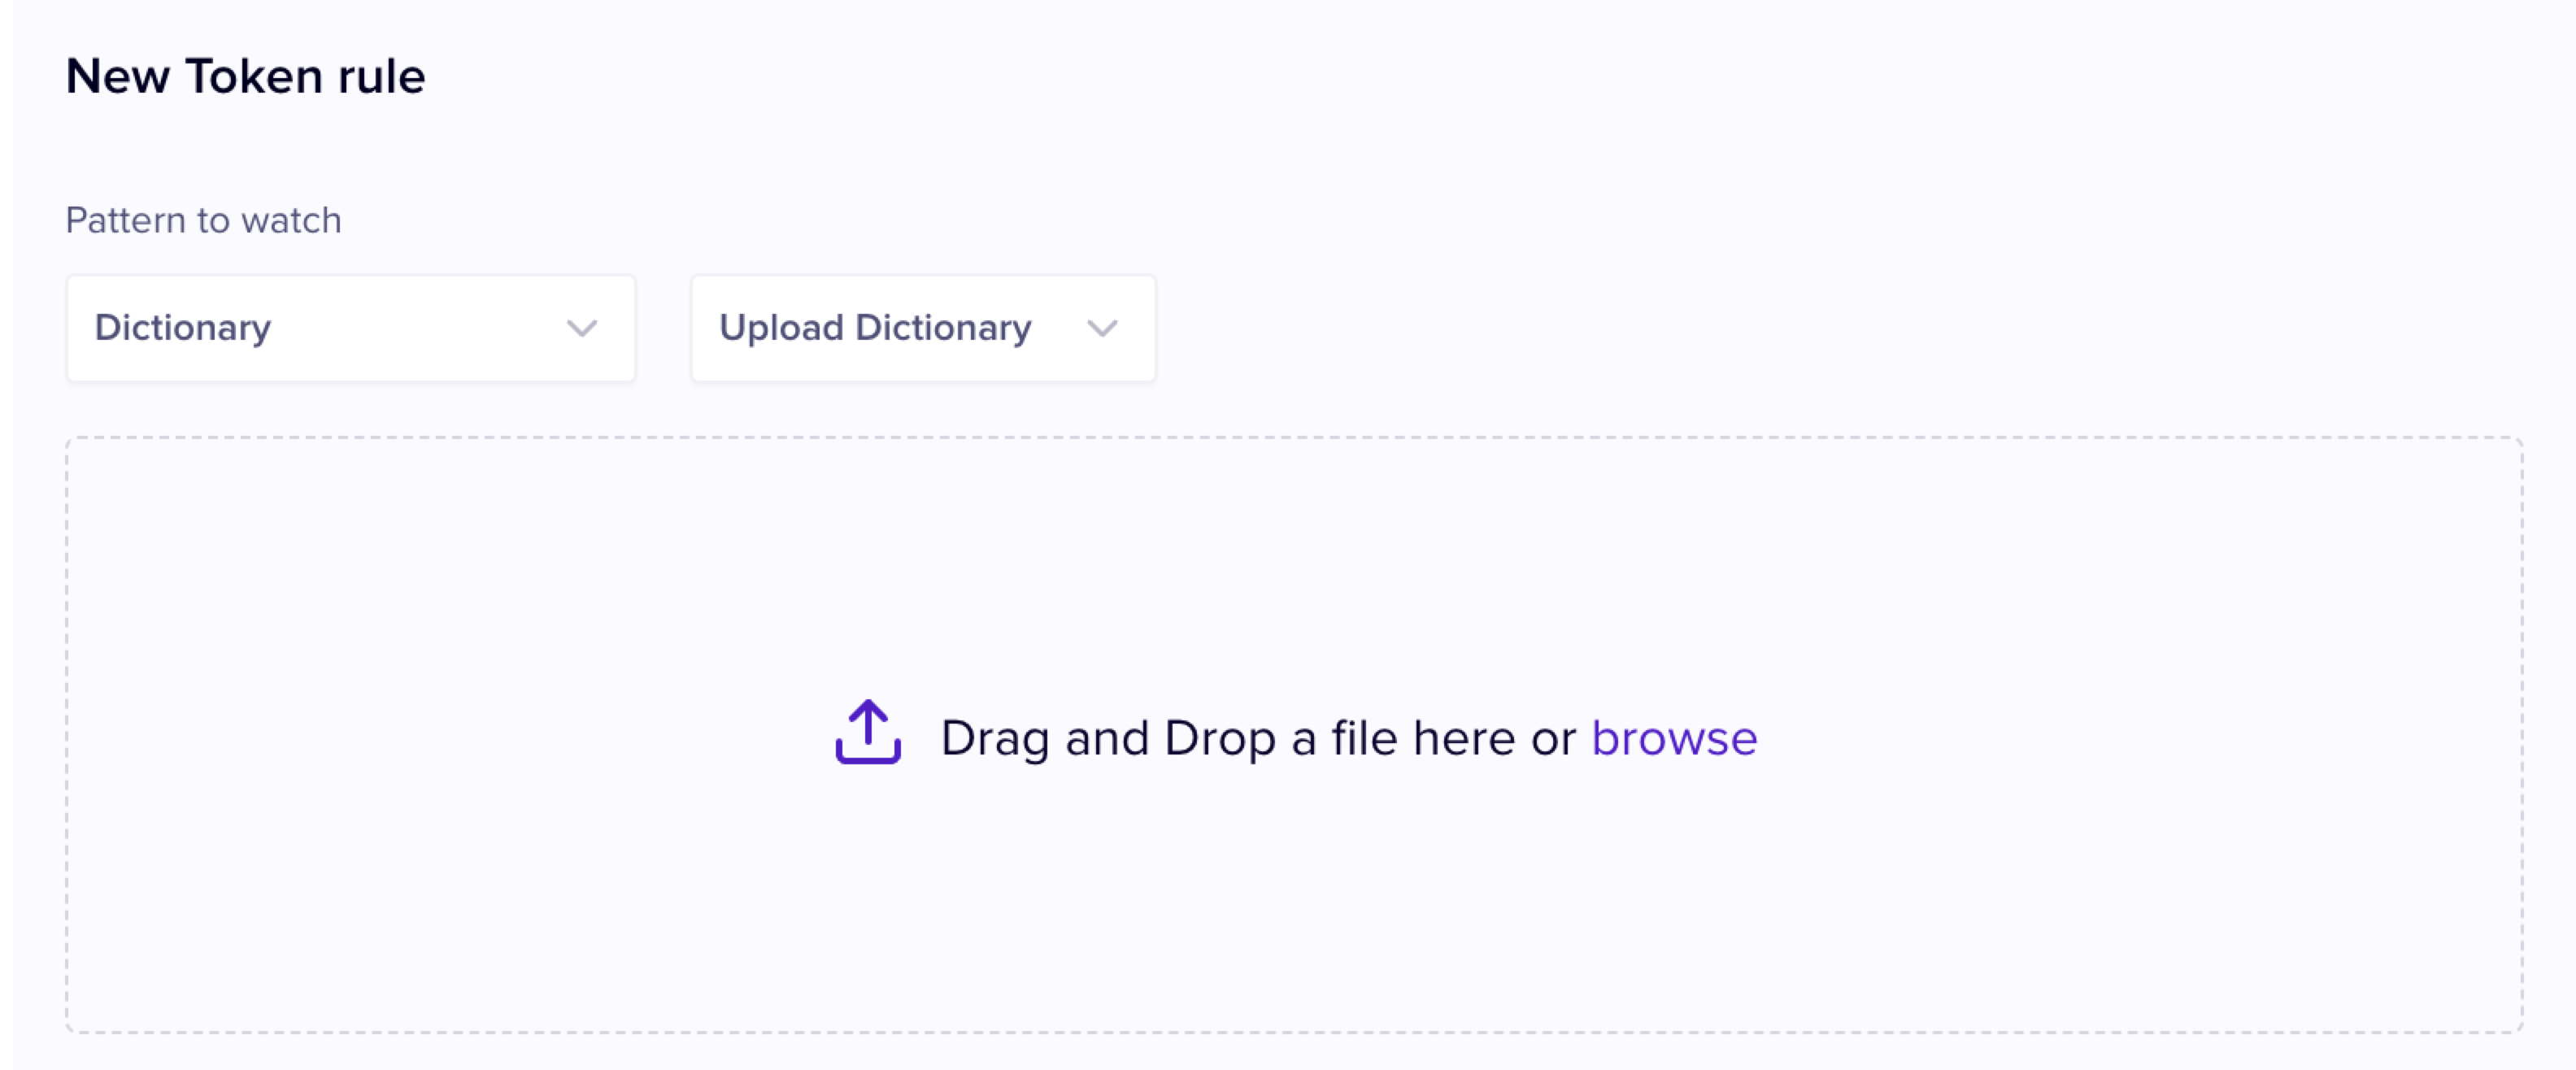 New Token rule
Pattern to watch
Dictionary
Upload Dictionary
Drag and Drop a file here or browse